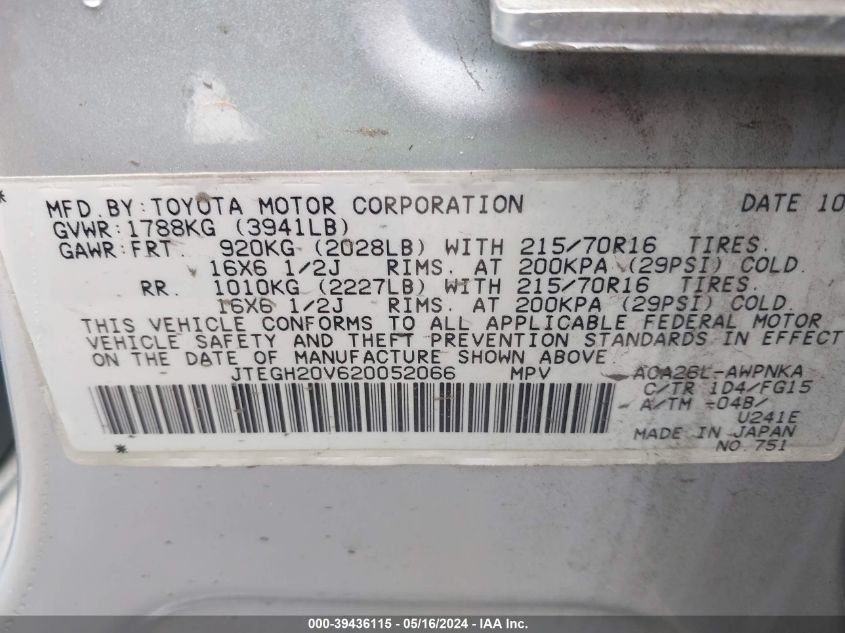 MFD.BY:TOYOTA MOTOR CORPORATION DATE 10
GVWR:1788KG (3941LB)
GAWR:FRT. 920KG (2028LB) WITH 215/70R16 TIRES.
16X6 1/2J RIMS. AT 200KPA (29PSI) COLD.
RR. 1010KG (2227LB) WITH 215/70R16 TIRES.
16X6 1/2J RIMS. AT 200KPA (29PSI) COLD.
THIS VEHICLE CONFORMS TO ALL APPLICABLE FEDERAL MOTOR
VEHICLE SAFETY AND THEFT PREVENTION STANDARDS IN EFFECT
ON THE DATE OF MANUFACTURE SHOWN ABOVE.
JTEGH20V620052066 MPV ACA26L-AWPNKA
C/TR 1D4/FG15
A/TM -04B/
U241E
MADE IN JAPAN
NO.751
000-39436115 - 05/16/2024 - IAA Inc.